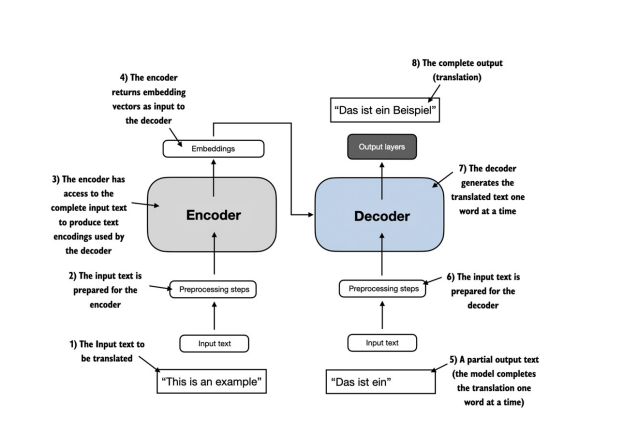 8) The complete output
(translation)
4) The encoder
returns embedding
vectors as input to
the decoder
"Das ist ein Beispiel"
Embeddings
Output layers
3) The encoder has
access to the
complete input text
to produce text
encodings used by
the decoder
Encoder
Decoder
7) The decoder
generates the
translated text one
word at a time
2) The input text is
prepared for the
encoder
Preprocessing steps
Preprocessing steps
6) The input text is
prepared for the
decoder
1) The Input text to
be translated
Input text
Input text
"This is an example"
"Das ist ein"
5) A partial output text
(the model completes
the translation one
word at a time)